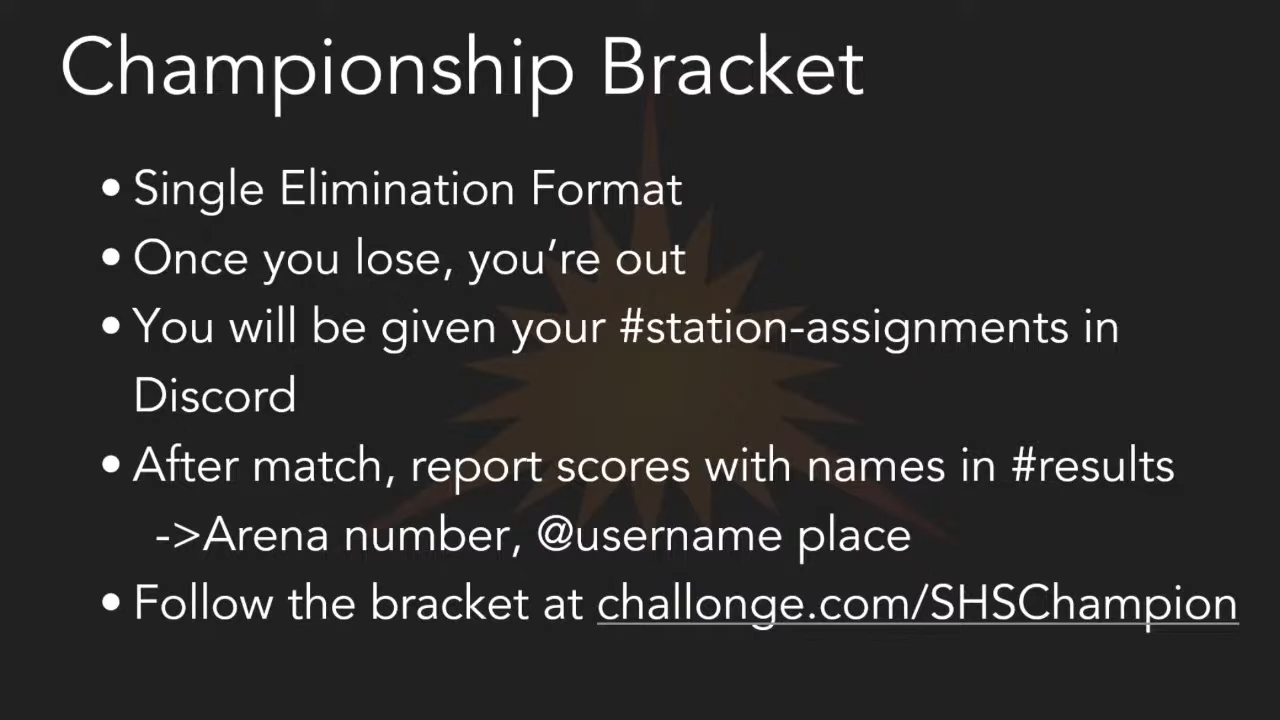 Championship Bracket
• Single Elimination Format
• Once you lose, you’re out
• You will be given your #station-assignments in
Discord
• After match, report scores with names in #results
->Arena number, @username place
• Follow the bracket at challonge.com/SHSChampion